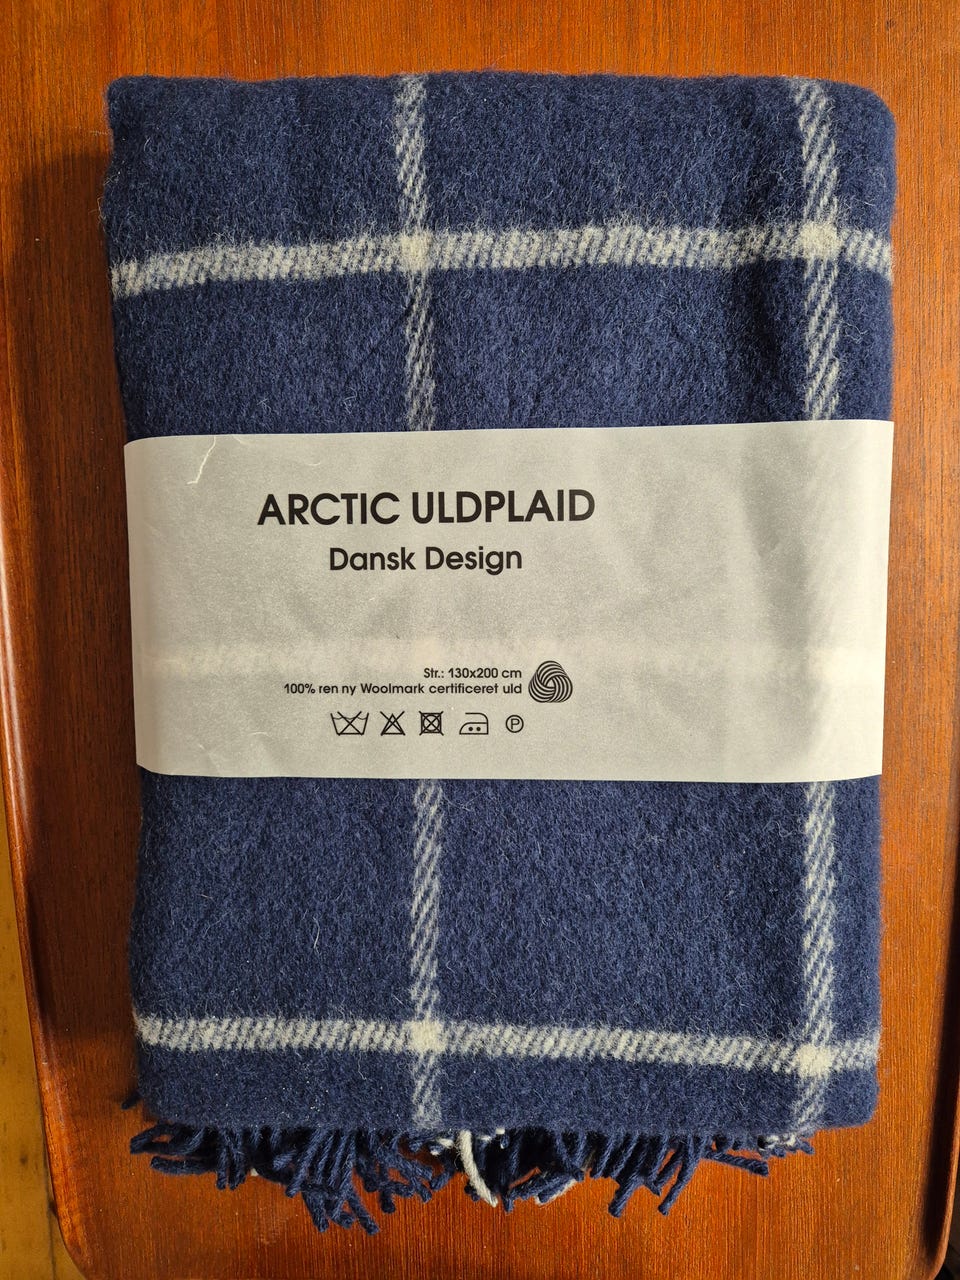 ARCTIC ULDPLAID
Dansk Design
Str.: 130x200 cm
100% ren ny Woolmark certificeret uld
P